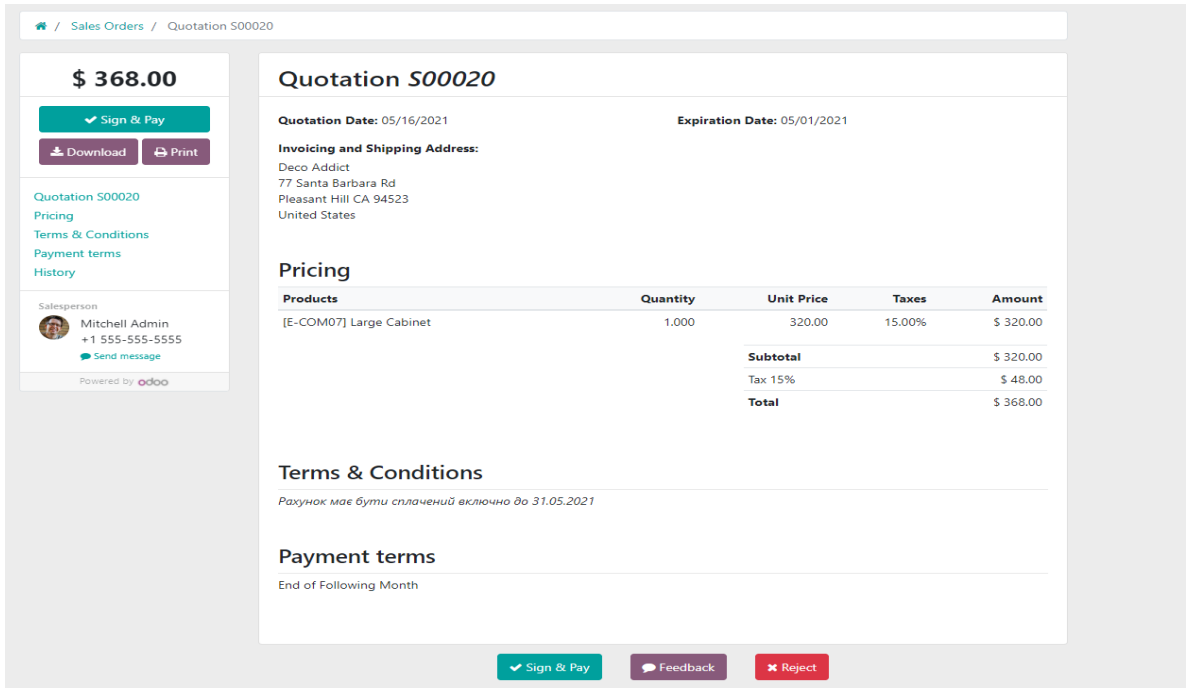 / Sales Orders / Quotation S00020
$ 368.00
Sign & Pay
Download Print
Quotation S00020
Pricing
Terms & Conditions
Payment terms
History
Salesperson
Mitchell Admin
+1 555-555-5555
Send message
Powered by odoo
Quotation S00020
Quotation Date: 05/16/2021 Expiration Date: 05/01/2021
Invoicing and Shipping Address:
Deco Addict
77 Santa Barbara Rd
Pleasant Hill CA 94523
United States
Pricing
Products Quantity Unit Price Taxes Amount
[E-COM07] Large Cabinet 1.000 320.00 15.00% $ 320.00
Subtotal $ 320.00
Tax 15% $ 48.00
Total $ 368.00
Terms & Conditions
Рахунок має бути сплачений включно до 31.05.2021
Payment terms
End of Following Month
Sign & Pay Feedback Reject